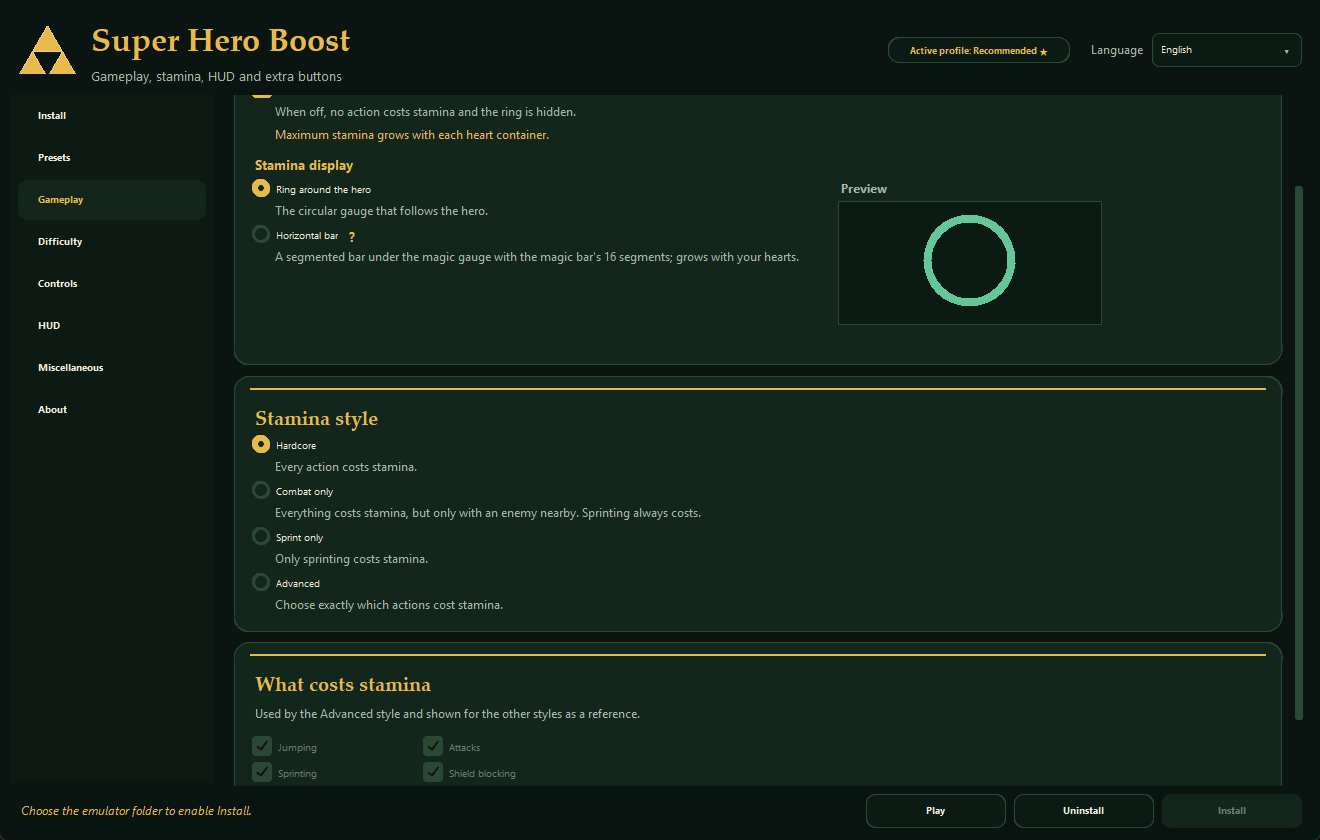 Super Hero Boost
Gameplay, stamina, HUD and extra buttons
Active profile: Recommended ★
Language
English
Install
Presets
Gameplay
Difficulty
Controls
HUD
Miscellaneous
About
When off, no action costs stamina and the ring is hidden.
Maximum stamina grows with each heart container.
Stamina display
Ring around the hero
The circular gauge that follows the hero.
Horizontal bar ?
A segmented bar under the magic gauge with the magic bar's 16 segments; grows with your hearts.
Preview
Stamina style
Hardcore
Every action costs stamina.
Combat only
Everything costs stamina, but only with an enemy nearby. Sprinting always costs.
Sprint only
Only sprinting costs stamina.
Advanced
Choose exactly which actions cost stamina.
What costs stamina
Used by the Advanced style and shown for the other styles as a reference.
Jumping
Attacks
Sprinting
Shield blocking
Choose the emulator folder to enable Install.
Play
Uninstall
Install